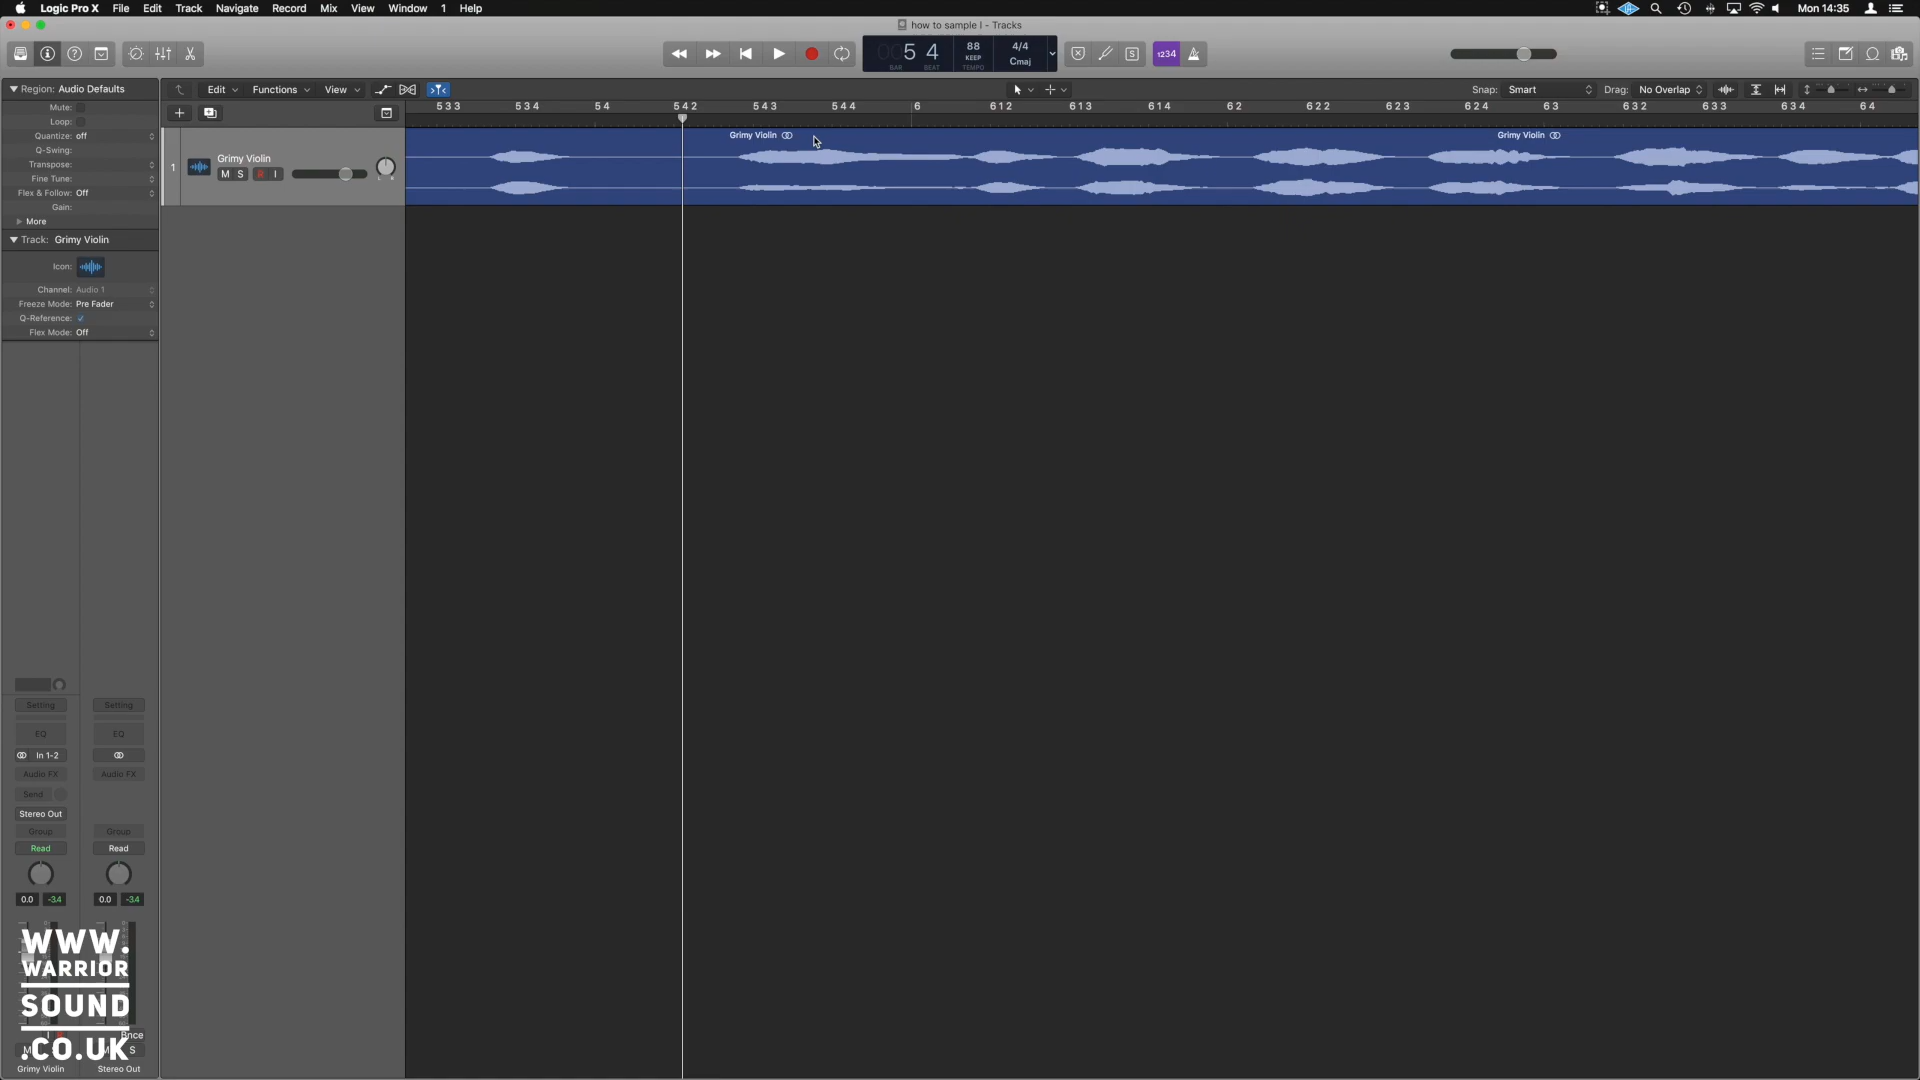 Logic Pro X File Edit Track Navigate Record Mix View Window 1 Help Mon 14:35
how to sample I - Tracks
5 4 88 4/4
KEEP Cmaj
BAR BEAT TEMPO
1234
Region: Audio Defaults
Edit Functions View Snap: Smart Drag: No Overlap
5 3 3 5 3 4 5 4 5 4 2 5 4 3 5 4 4 6 6 1 2 6 1 3 6 1 4 6 2 6 2 2 6 2 3 6 2 4 6 3 6 3 2 6 3 3 6 3 4 6 4
Mute:
Loop:
Quantize: off
Q-Swing:
Transpose:
Fine Tune:
Flex & Follow: Off
Gain:
More
Track: Grimy Violin
Icon:
Channel: Audio 1
Freeze Mode: Pre Fader
Q-Reference:
Flex Mode: Off
1 Grimy Violin
M S R I
L R
Grimy Violin
Grimy Violin
Setting Setting
EQ EQ
In 1-2
Audio FX Audio FX
Send
Stereo Out
Group Group
Read Read
0.0 -3.4 0.0 -3.4
WWW.
WARRIOR
SOUND
.CO.UK
Bnce
M S
Grimy Violin Stereo Out